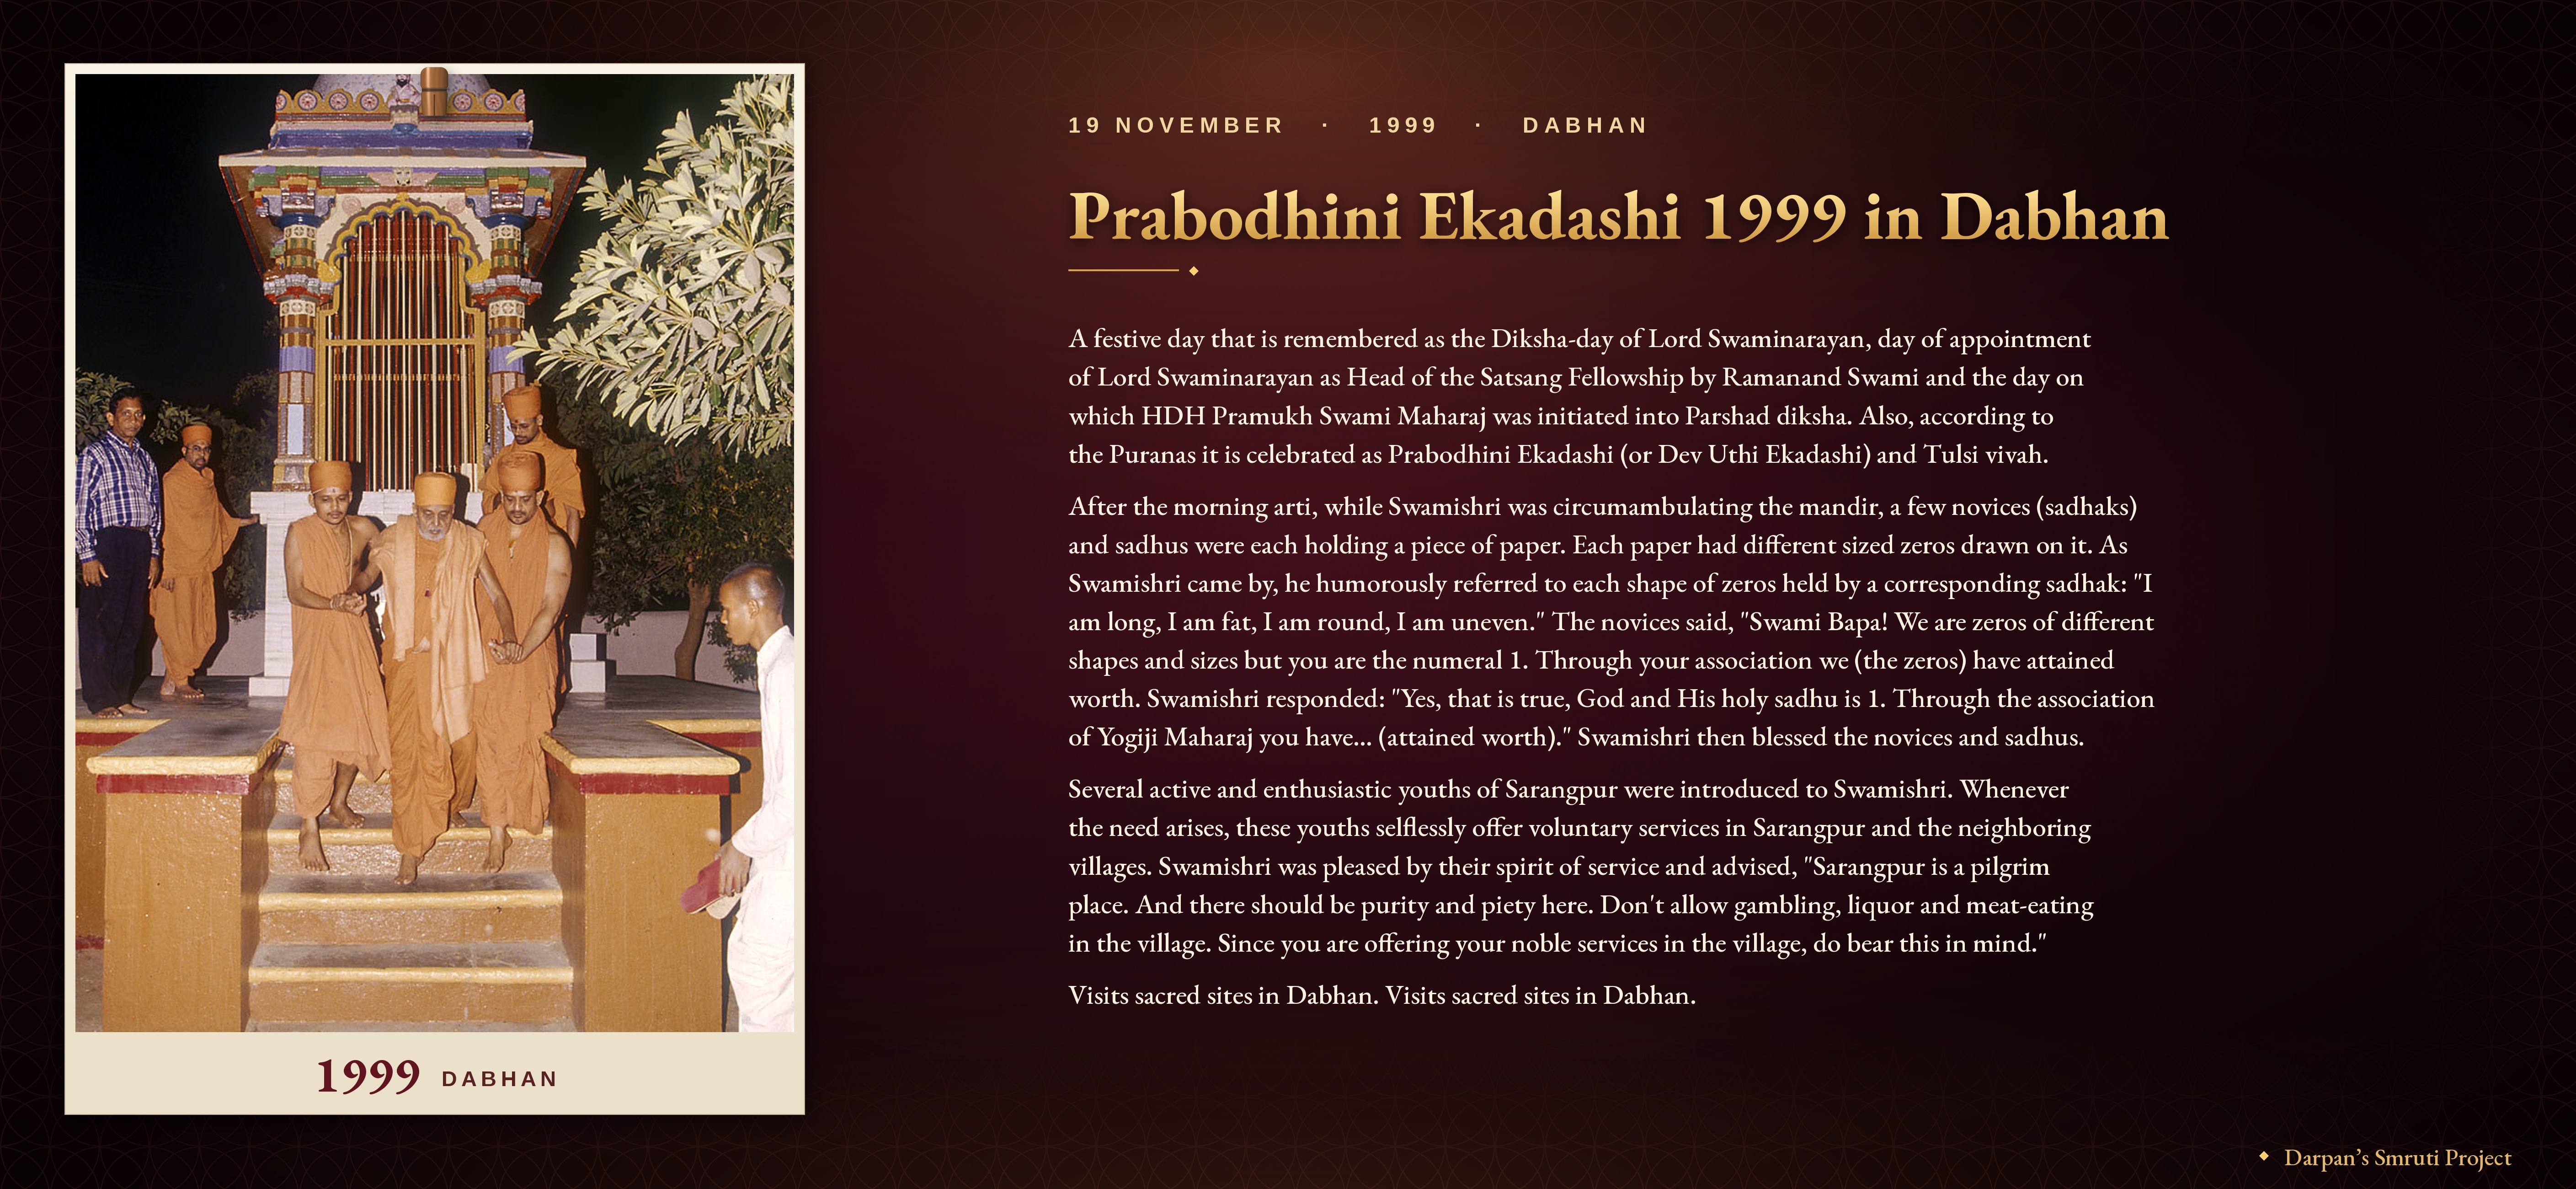 19 NOVEMBER · 1999 · DABHAN
Prabodhini Ekadashi 1999 in Dabhan
A festive day that is remembered as the Diksha-day of Lord Swaminarayan, day of appointment
of Lord Swaminarayan as Head of the Satsang Fellowship by Ramanand Swami and the day on
which HDH Pramukh Swami Maharaj was initiated into Parshad diksha. Also, according to
the Puranas it is celebrated as Prabodhini Ekadashi (or Dev Uthi Ekadashi) and Tulsi vivah.
After the morning arti, while Swamishri was circumambulating the mandir, a few novices (sadhaks)
and sadhus were each holding a piece of paper. Each paper had different sized zeros drawn on it. As
Swamishri came by, he humorously referred to each shape of zeros held by a corresponding sadhak: "I
am long, I am fat, I am round, I am uneven." The novices said, "Swami Bapa! We are zeros of different
shapes and sizes but you are the numeral 1. Through your association we (the zeros) have attained
worth. Swamishri responded: "Yes, that is true, God and His holy sadhu is 1. Through the association
of Yogiji Maharaj you have... (attained worth)." Swamishri then blessed the novices and sadhus.
Several active and enthusiastic youths of Sarangpur were introduced to Swamishri. Whenever
the need arises, these youths selflessly offer voluntary services in Sarangpur and the neighboring
villages. Swamishri was pleased by their spirit of service and advised, "Sarangpur is a pilgrim
place. And there should be purity and piety here. Don't allow gambling, liquor and meat-eating
in the village. Since you are offering your noble services in the village, do bear this in mind."
Visits sacred sites in Dabhan. Visits sacred sites in Dabhan.
1999 DABHAN
Darpan’s Smruti Project